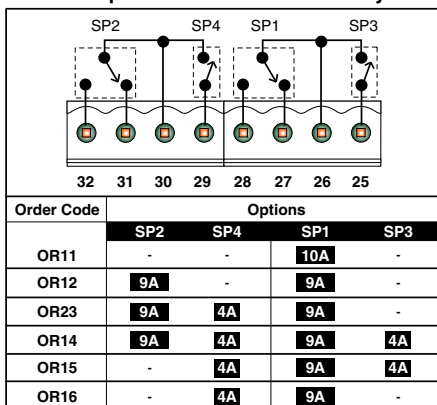 SP2 SP4 SP1 SP3
32 31 30 29 28 27 26 25
Order Code Options
SP2 SP4 SP1 SP3
OR11 - - 10A -
OR12 9A - 9A -
OR23 9A 4A 9A -
OR14 9A 4A 9A 4A
OR15 - 4A 9A 4A
OR16 - 4A 9A -